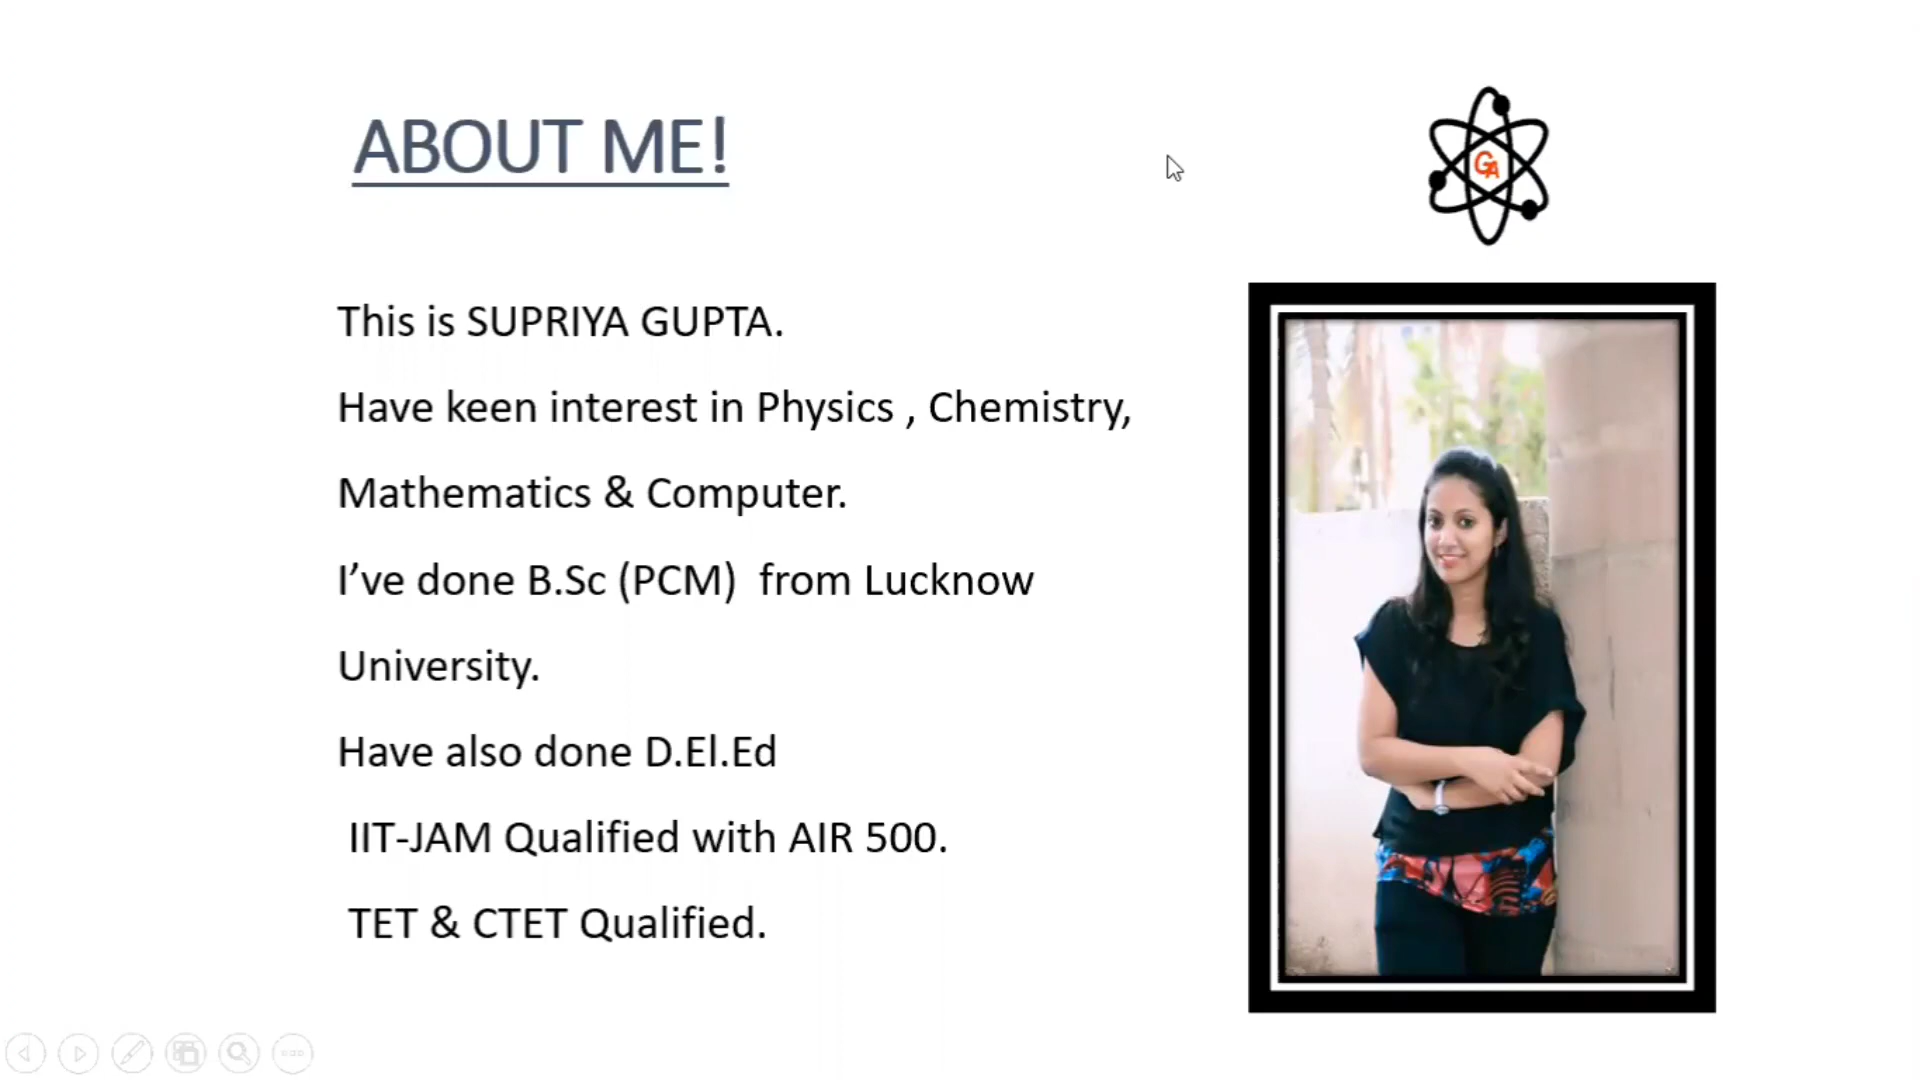 ABOUT ME!
GA
This is SUPRIYA GUPTA.
Have keen interest in Physics , Chemistry,
Mathematics & Computer.
I’ve done B.Sc (PCM)  from Lucknow
University.
Have also done D.El.Ed
IIT-JAM Qualified with AIR 500.
TET & CTET Qualified.